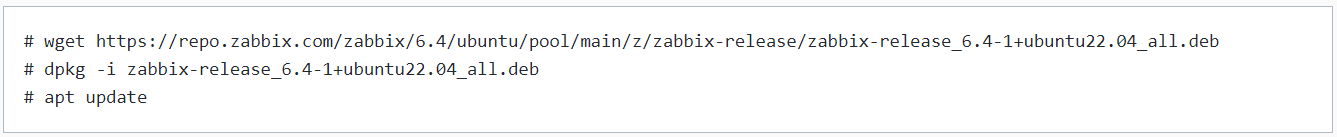 # wget https://repo.zabbix.com/zabbix/6.4/ubuntu/pool/main/z/zabbix-release/zabbix-release_6.4-1+ubuntu22.04_all.deb
# dpkg -i zabbix-release_6.4-1+ubuntu22.04_all.deb
# apt update